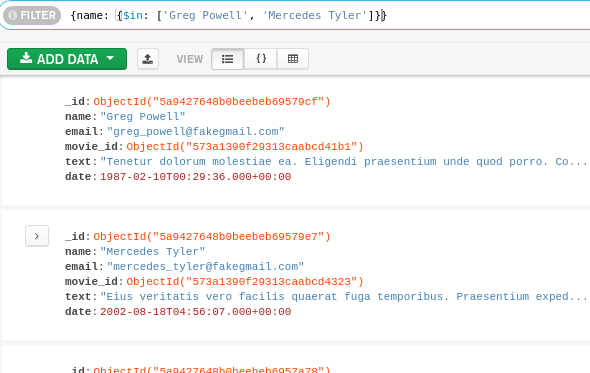 FILTER {name: {$in: ['Greg Powell', 'Mercedes Tyler']}}
ADD DATA VIEW {}
_id: ObjectId("5a9427648b0beebeb69579cf")
name: "Greg Powell"
email: "greg_powell@fakegmail.com"
movie_id: ObjectId("573a1390f29313caabcd41b1")
text: "Tenetur dolorum molestiae ea. Eligendi praesentium unde quod porro. Co...
date: 1987-02-10T00:29:36.000+00:00
_id: ObjectId("5a9427648b0beebeb69579e7")
name: "Mercedes Tyler"
email: "mercedes_tyler@fakegmail.com"
movie_id: ObjectId("573a1390f29313caabcd4323")
text: "Eius veritatis vero facilis quaerat fuga temporibus. Praesentium exped...
date: 2002-08-18T04:56:07.000+00:00
_id: ObjectId("5a9427648b0beebeb6957a78")